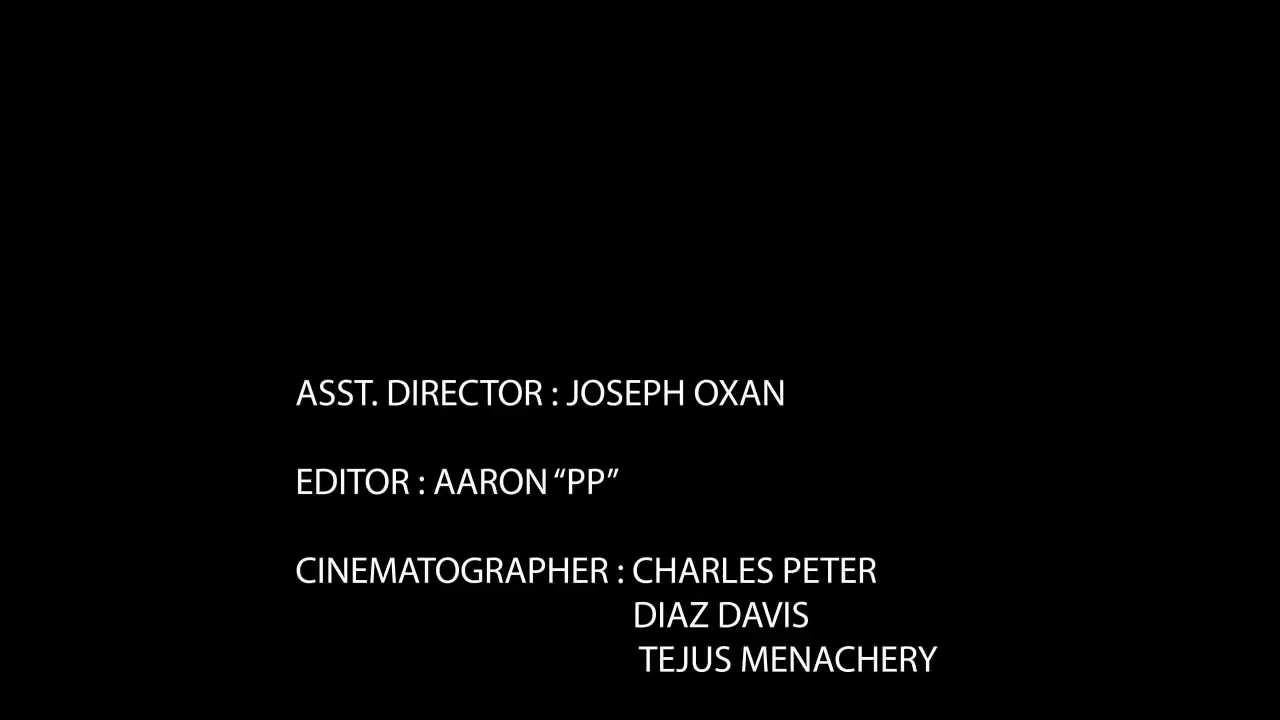 ASST. DIRECTOR : JOSEPH OXAN
EDITOR : AARON “PP”
CINEMATOGRAPHER : CHARLES PETER
DIAZ DAVIS
TEJUS MENACHERY